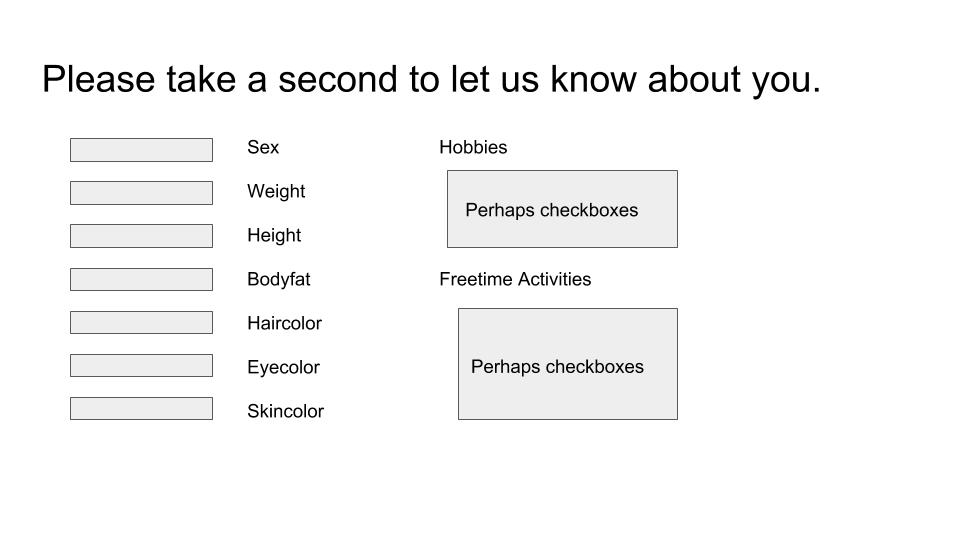 Please take a second to let us know about you.
Sex
Weight
Height
Bodyfat
Haircolor
Eyecolor
Skincolor
Hobbies
Perhaps checkboxes
Freetime Activities
Perhaps checkboxes